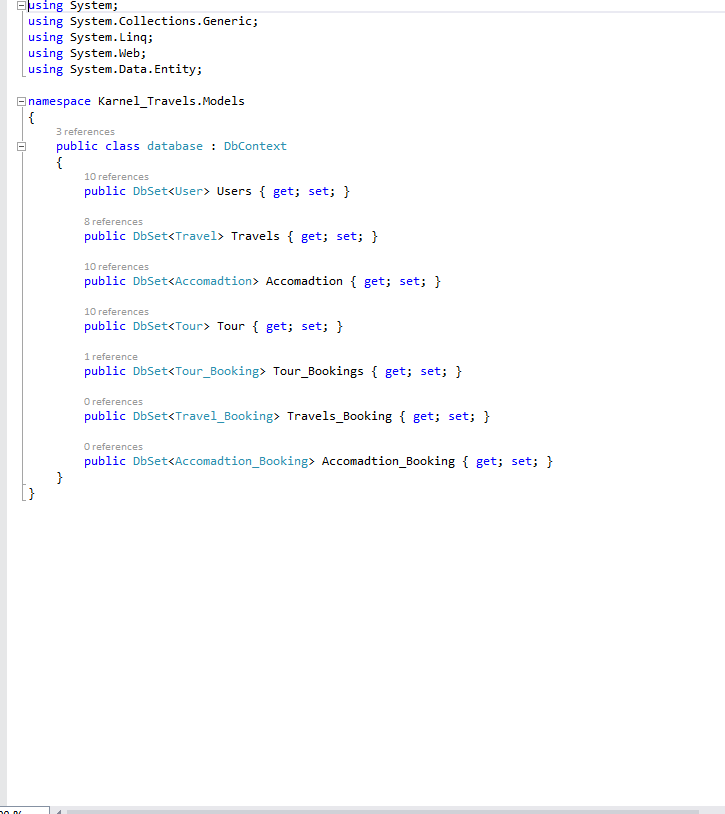 using System;
using System.Collections.Generic;
using System.Linq;
using System.Web;
using System.Data.Entity;
namespace Karnel_Travels.Models
{
3 references
public class database : DbContext
{
10 references
public DbSet<User> Users { get; set; }
8 references
public DbSet<Travel> Travels { get; set; }
10 references
public DbSet<Accomadtion> Accomadtion { get; set; }
10 references
public DbSet<Tour> Tour { get; set; }
1 reference
public DbSet<Tour_Booking> Tour_Bookings { get; set; }
0 references
public DbSet<Travel_Booking> Travels_Booking { get; set; }
0 references
public DbSet<Accomadtion_Booking> Accomadtion_Booking { get; set; }
}
}